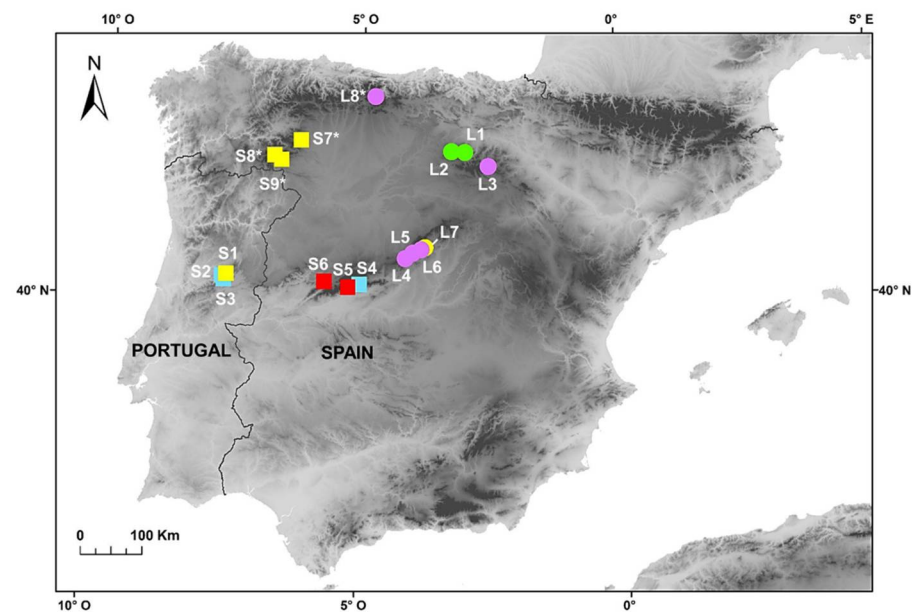 10° O 5° O 0° 5° E
N
L8*
S7*
L1
S8*
L2
S9*
L3
L7
L5
S1
L6
S6
S4
L4
S2
S5
S3
40° N 40° N
PORTUGAL SPAIN
0 100 Km
10° O 5° O 0°